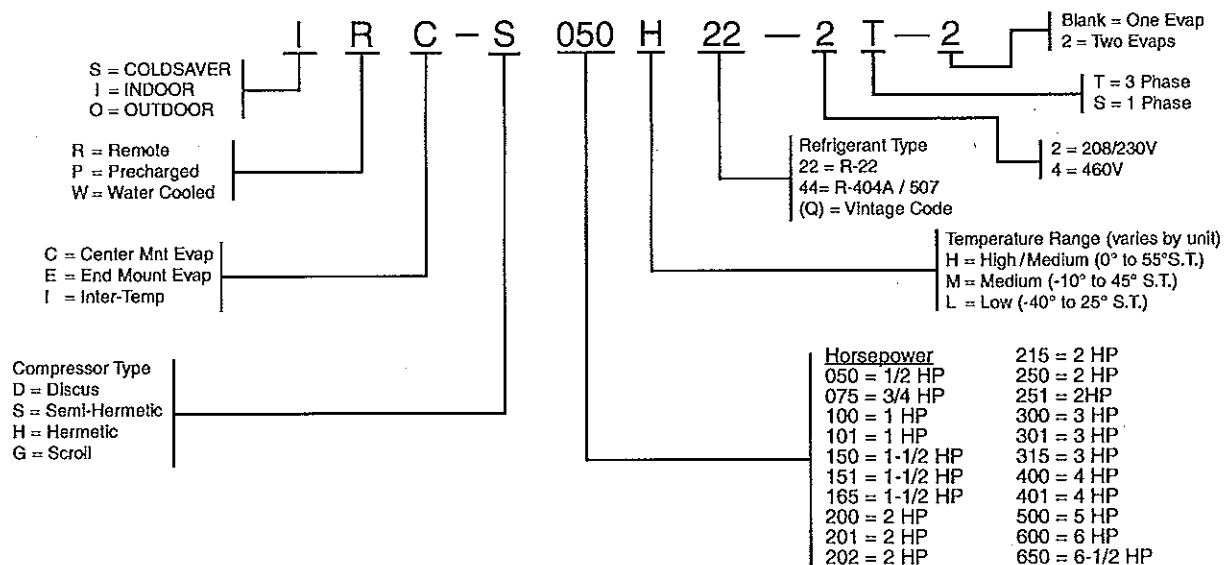 I R C - S 050 H 22 - 2 T - 2
Blank = One Evap
2 = Two Evaps
T = 3 Phase
S = 1 Phase
2 = 208/230V
4 = 460V
S = COLDSAVER
I = INDOOR
O = OUTDOOR
R = Remote
P = Precharged
W = Water Cooled
Refrigerant Type
22 = R-22
44= R-404A / 507
(Q) = Vintage Code
C = Center Mnt Evap
E = End Mount Evap
I = Inter-Temp
Temperature Range (varies by unit)
H = High/Medium (0° to 55°S.T.)
M = Medium (-10° to 45° S.T.)
L = Low (-40° to 25° S.T.)
Compressor Type
D = Discus
S = Semi-Hermetic
H = Hermetic
G = Scroll
Horsepower
050 = 1/2 HP
075 = 3/4 HP
100 = 1 HP
101 = 1 HP
150 = 1-1/2 HP
151 = 1-1/2 HP
165 = 1-1/2 HP
200 = 2 HP
201 = 2 HP
202 = 2 HP
215 = 2 HP
250 = 2 HP
251 = 2HP
300 = 3 HP
301 = 3 HP
315 = 3 HP
400 = 4 HP
401 = 4 HP
500 = 5 HP
600 = 6 HP
650 = 6-1/2 HP